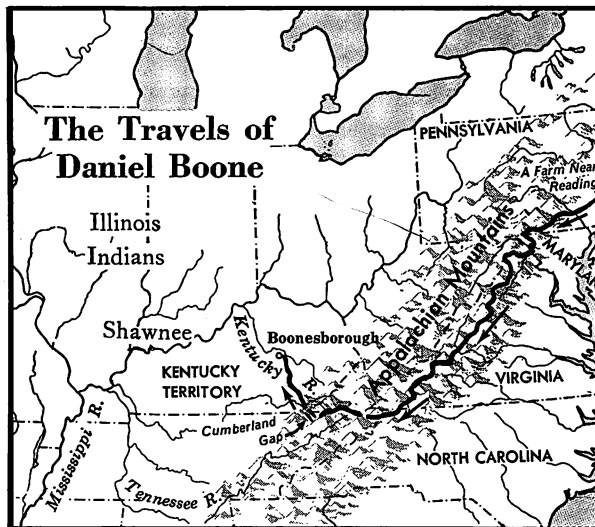 The Travels of
Daniel Boone
PENNSYLVANIA
A Farm Near
Reading
Illinois
Indians
Appalachian Mountains
MARYLAN
Shawnee
Kentucky R.
Boonesborough
KENTUCKY
TERRITORY
VIRGINIA
Cumberland
Gap
NORTH CAROLINA
Mississippi R.
Tennessee R.